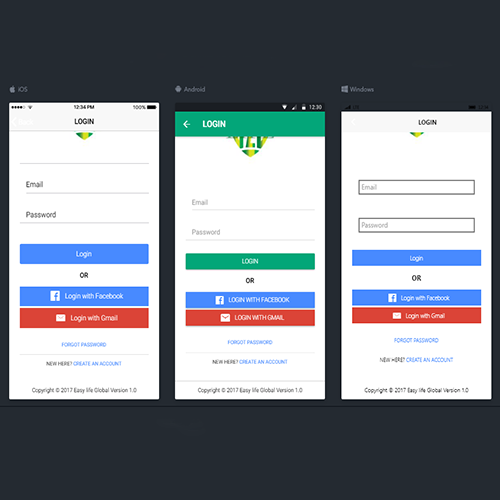 iOS
12:34 PM
100%
LOGIN
Email
Password
Login
OR
Login with Facebook
Login with Gmail
FORGOT PASSWORD
NEW HERE? CREATE AN ACCOUNT
Copyright © 2017 Easy life Global Version 1.0
Android
12:30
LOGIN
Email
Password
LOGIN
OR
LOGIN WITH FACEBOOK
LOGIN WITH GMAIL
FORGOT PASSWORD
NEW HERE? CREATE AN ACCOUNT
Copyright © 2017 Easy life Global Version 1.0
Windows
12:34
LOGIN
Email
Password
Login
OR
Login with Facebook
Login with Gmail
FORGOT PASSWORD
NEW HERE? CREATE AN ACCOUNT
Copyright © 2017 Easy life Global Version 1.0